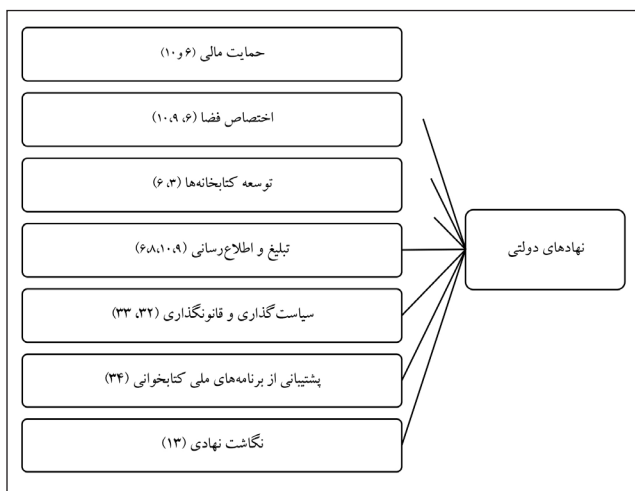 حمایت مالی (۶ و ۱۰)
اختصاص فضا (۶، ۹، ۱۰)
توسعه کتابخانه‌ها (۳، ۶)
تبلیغ و اطلاع‌رسانی (۶،۸،۱۰،۹)
نهادهای دولتی
سیاست‌گذاری و قانونگذاری (۳۲، ۳۳)
پشتیبانی از برنامه‌های ملی کتابخوانی (۳۴)
نگاشت نهادی (۱۳)